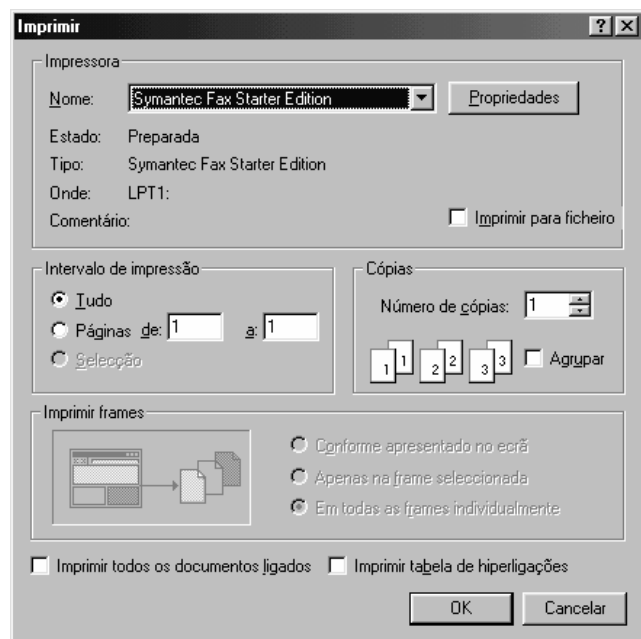 Imprimir
Impressora
Nome: Symantec Fax Starter Edition Propriedades
Estado: Preparada
Tipo: Symantec Fax Starter Edition
Onde: LPT1:
Comentário: Imprimir para ficheiro
Intervalo de impressão
Tudo
Páginas de: 1 a: 1
Selecção
Cópias
Número de cópias: 1
1 1 2 2 3 3 Agrupar
Imprimir frames
Conforme apresentado no ecrã
Apenas na frame seleccionada
Em todas as frames individualmente
Imprimir todos os documentos ligados Imprimir tabela de hiperligações
OK Cancelar